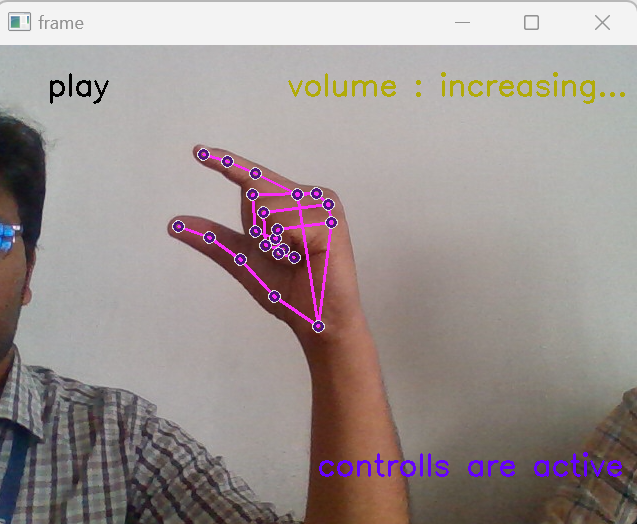 frame
play
volume : increasing...
controlls are active